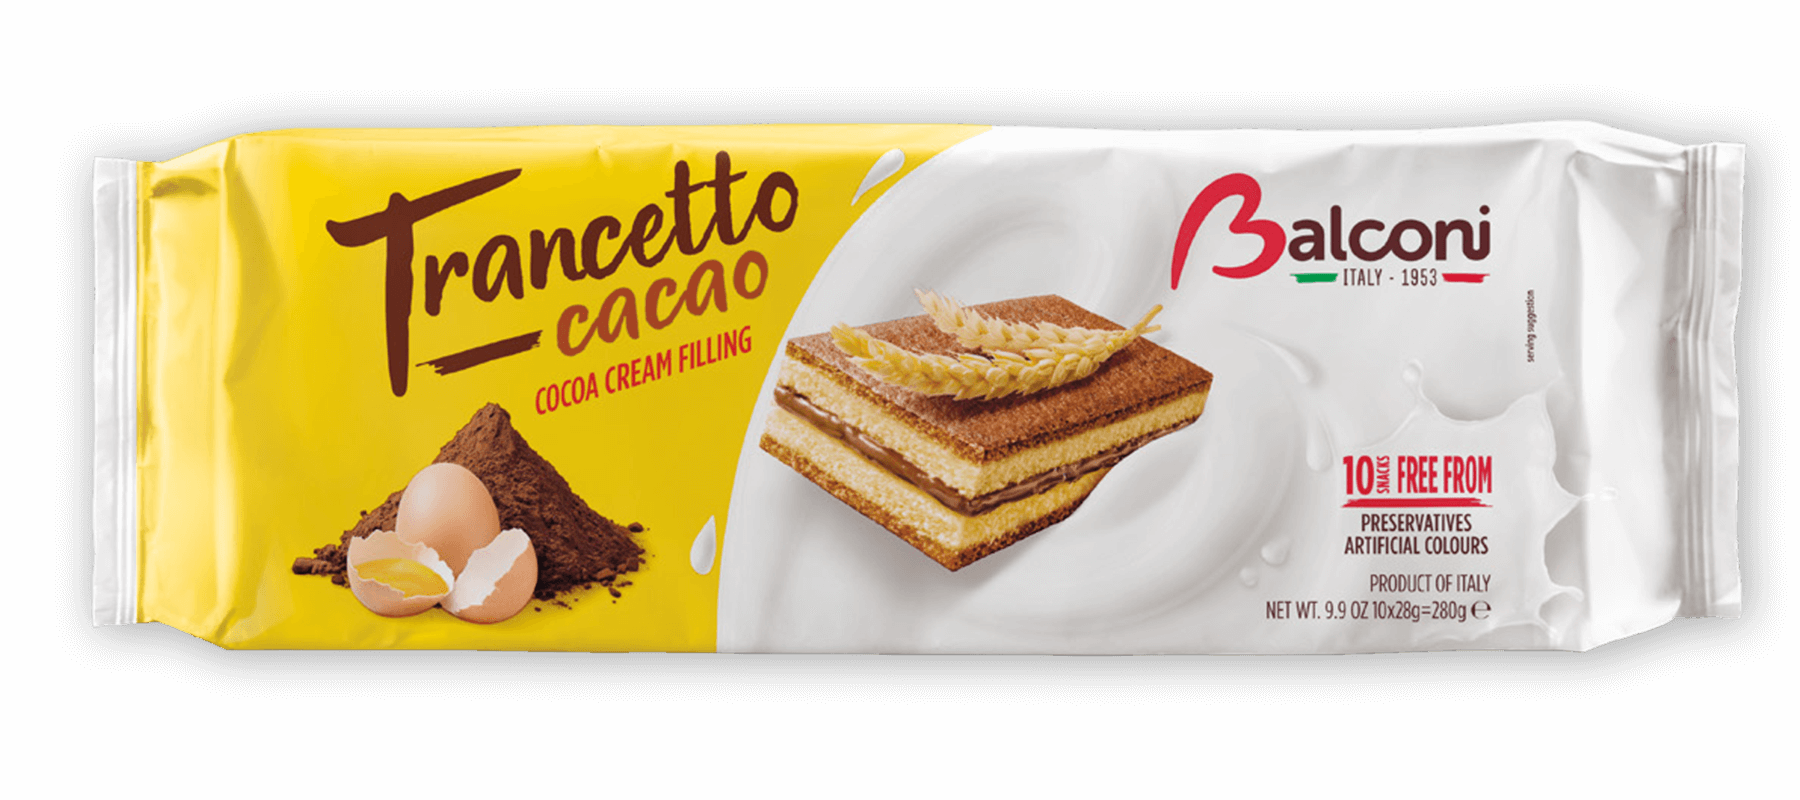 Trancetto
cacao
COCOA CREAM FILLING
Balconi
ITALY - 1953
serving suggestion
10 SNACKS FREE FROM
PRESERVATIVES
ARTIFICIAL COLOURS
PRODUCT OF ITALY
NET WT. 9.9 OZ 10x28g=280g ℮